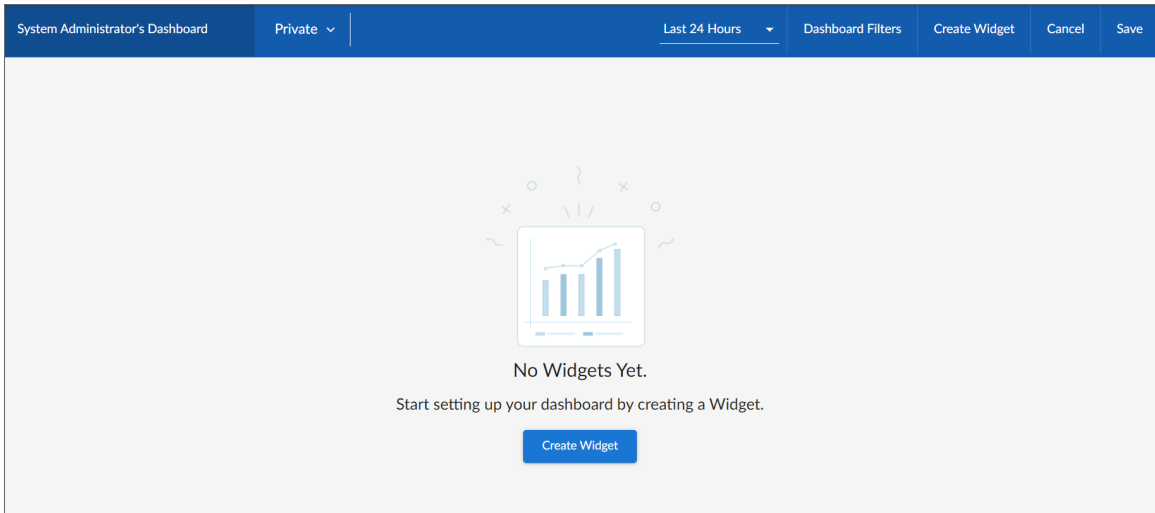 System Administrator's Dashboard
Private
Last 24 Hours
Dashboard Filters
Create Widget
Cancel
Save
No Widgets Yet.
Start setting up your dashboard by creating a Widget.
Create Widget